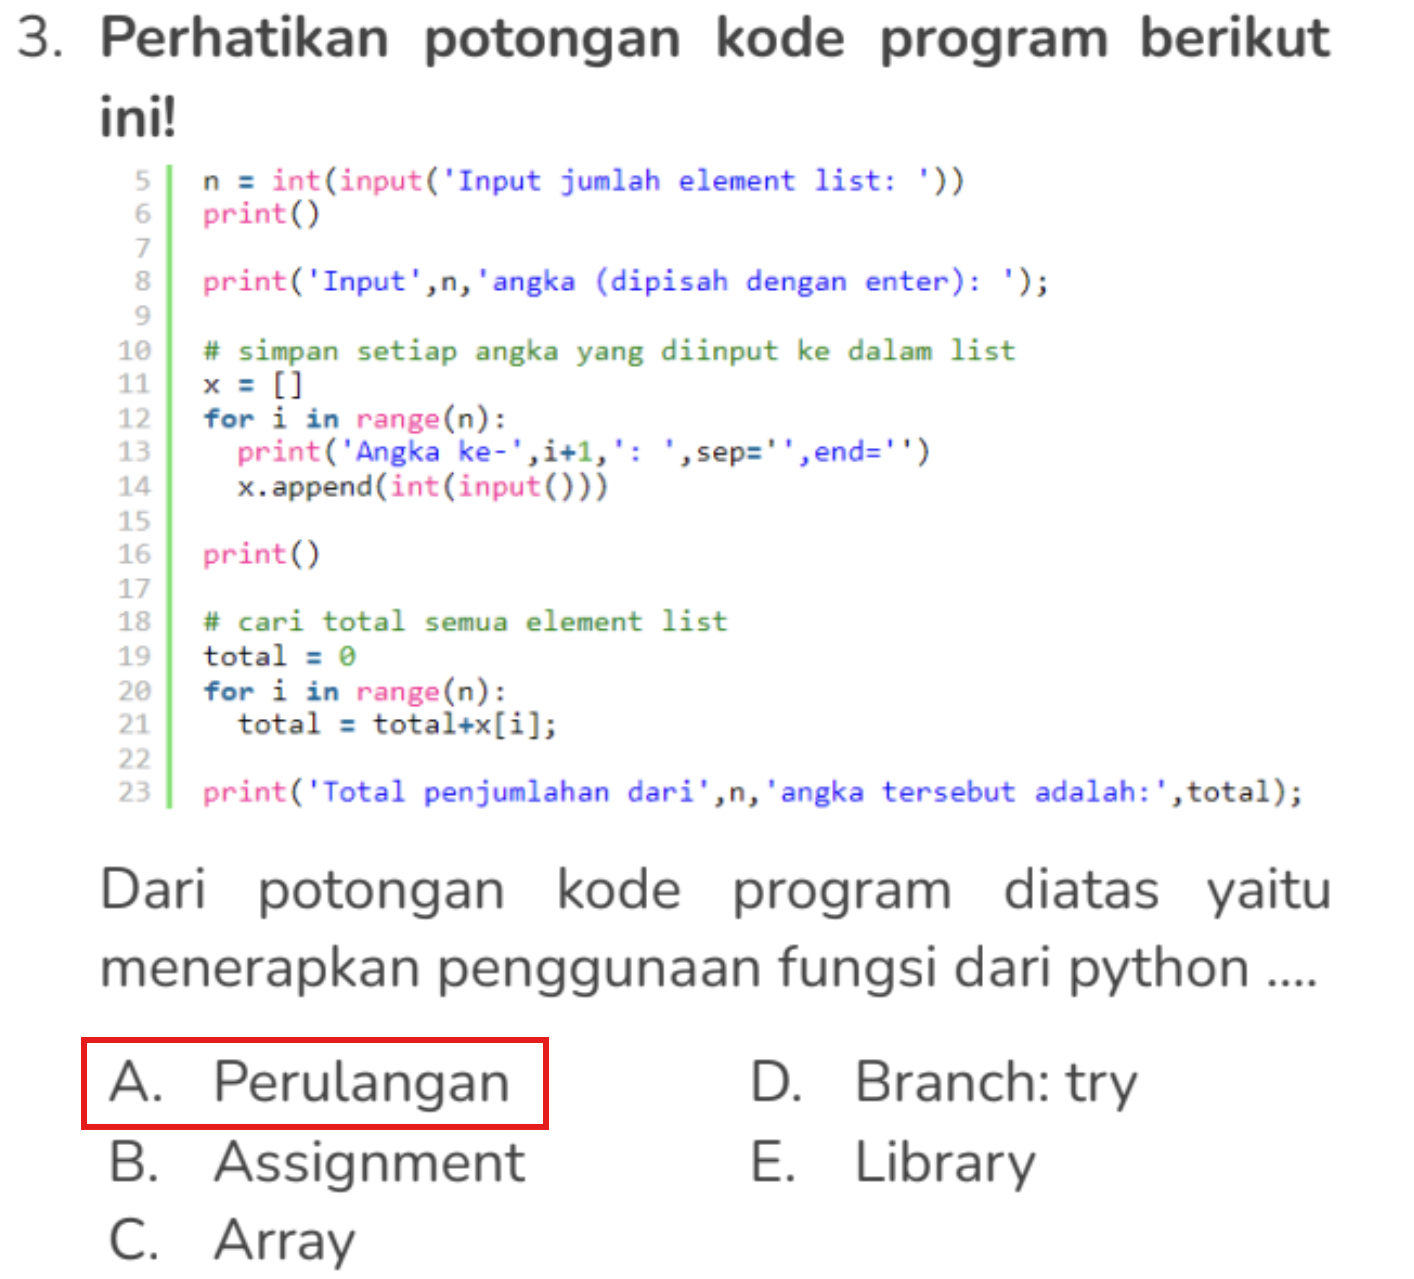 3. Perhatikan potongan kode program berikut
ini!
5 n = int(input('Input jumlah element list: '))
6 print()
7
8 print('Input',n,'angka (dipisah dengan enter): ');
9
10 # simpan setiap angka yang diinput ke dalam list
11 x = []
12 for i in range(n):
13   print('Angka ke-',i+1,': ',sep='',end='')
14   x.append(int(input()))
15
16 print()
17
18 # cari total semua element list
19 total = 0
20 for i in range(n):
21   total = total+x[i];
22
23 print('Total penjumlahan dari',n,'angka tersebut adalah:',total);
Dari potongan kode program diatas yaitu
menerapkan penggunaan fungsi dari python ....
A. Perulangan
B. Assignment
C. Array
D. Branch: try
E. Library